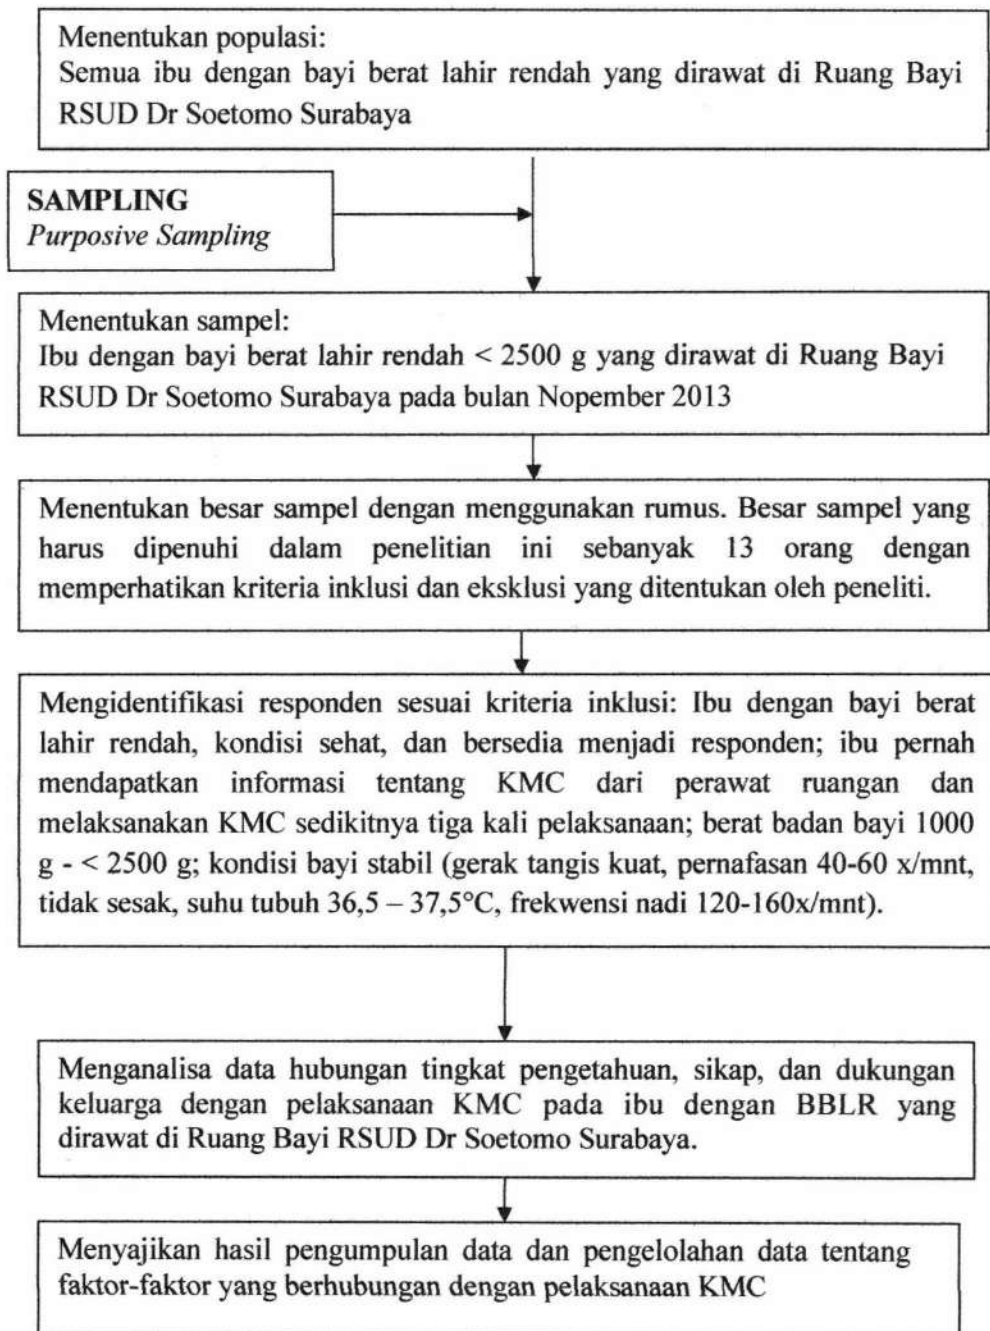 Menentukan populasi:
Semua ibu dengan bayi berat lahir rendah yang dirawat di Ruang Bayi
RSUD Dr Soetomo Surabaya
SAMPLING
Purposive Sampling
Menentukan sampel:
Ibu dengan bayi berat lahir rendah < 2500 g yang dirawat di Ruang Bayi
RSUD Dr Soetomo Surabaya pada bulan Nopember 2013
Menentukan besar sampel dengan menggunakan rumus. Besar sampel yang
harus dipenuhi dalam penelitian ini sebanyak 13 orang dengan
memperhatikan kriteria inklusi dan eksklusi yang ditentukan oleh peneliti.
Mengidentifikasi responden sesuai kriteria inklusi: Ibu dengan bayi berat
lahir rendah, kondisi sehat, dan bersedia menjadi responden; ibu pernah
mendapatkan informasi tentang KMC dari perawat ruangan dan
melaksanakan KMC sedikitnya tiga kali pelaksanaan; berat badan bayi 1000
g - < 2500 g; kondisi bayi stabil (gerak tangis kuat, pernafasan 40-60 x/mnt,
tidak sesak, suhu tubuh 36,5 – 37,5°C, frekwensi nadi 120-160x/mnt).
Menganalisa data hubungan tingkat pengetahuan, sikap, dan dukungan
keluarga dengan pelaksanaan KMC pada ibu dengan BBLR yang
dirawat di Ruang Bayi RSUD Dr Soetomo Surabaya.
Menyajikan hasil pengumpulan data dan pengelolahan data tentang
faktor-faktor yang berhubungan dengan pelaksanaan KMC